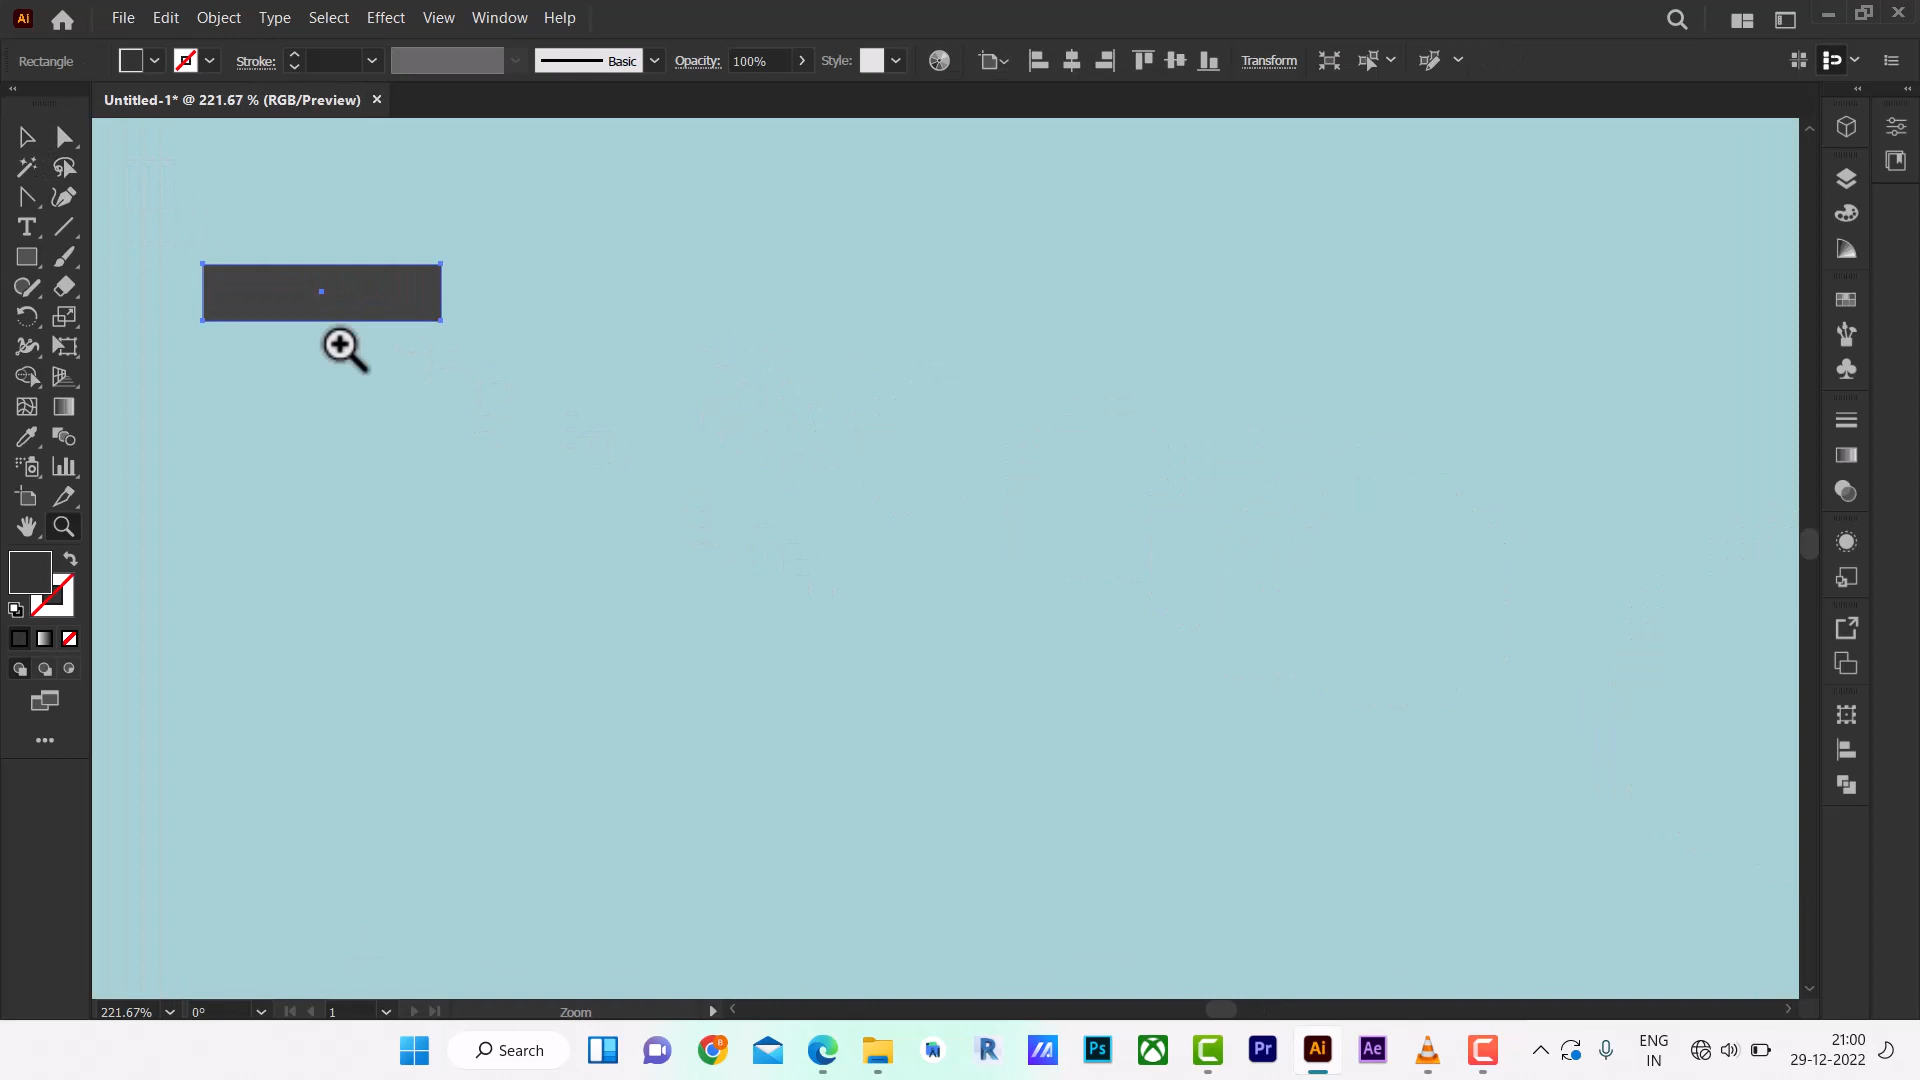 Ai File Edit Object Type Select Effect View Window Help
Rectangle Stroke: Basic Opacity: 100% Style: Transform
Untitled-1* @ 221.67 % (RGB/Preview) ×
T
221.67% 0° 1 Zoom
Search Ps Pr Ai Ae ENG IN 21:00 29-12-2022